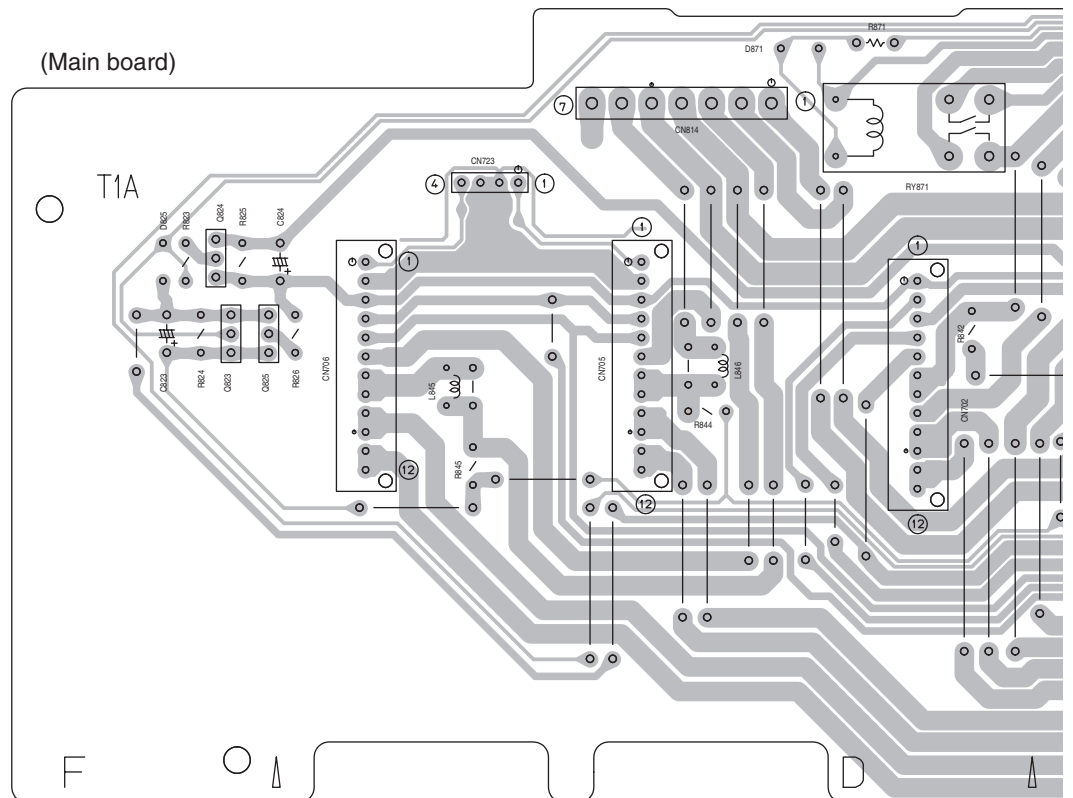 (Main board)
R871
D871
7
1
CN814
RY871
CN723
4
1
T1A
D825
R823
Q824
R825
C824
+
1
1
1
CN706
CN705
CN702
L845
L846
R842
R844
R845
C823
+
R824
Q823
Q825
R826
12
12
12
F
D